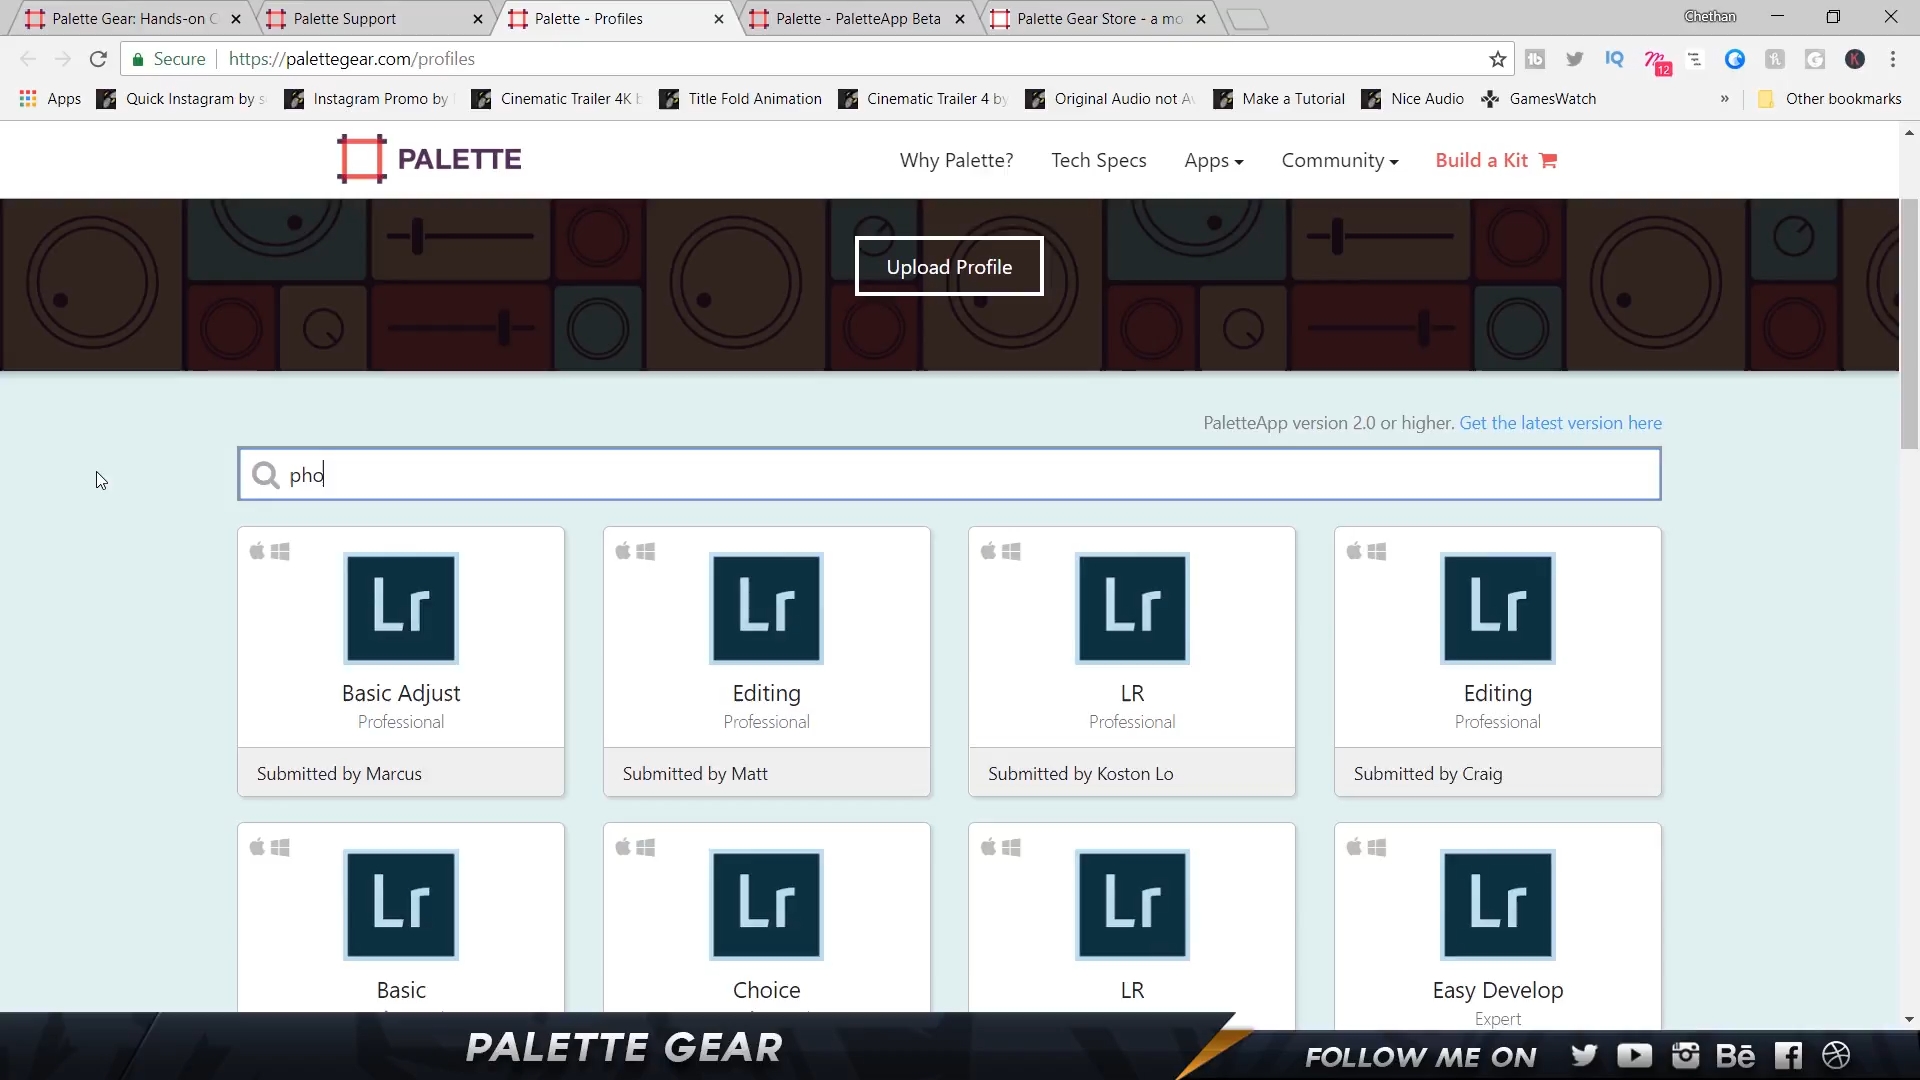 Palette Gear: Hands-on C
Palette Support
Palette - Profiles
Palette - PaletteApp Beta
Palette Gear Store - a mo
Chethan
Secure
https://palettegear.com/profiles
12
Apps
Quick Instagram by s
Instagram Promo by
Cinematic Trailer 4K b
Title Fold Animation
Cinematic Trailer 4 by
Original Audio not Av
Make a Tutorial
Nice Audio
GamesWatch
»
Other bookmarks
PALETTE
Why Palette?
Tech Specs
Apps
Community
Build a Kit
Upload Profile
PaletteApp version 2.0 or higher. Get the latest version here
pho
Lr
Basic Adjust
Professional
Submitted by Marcus
Lr
Editing
Professional
Submitted by Matt
Lr
LR
Professional
Submitted by Koston Lo
Lr
Editing
Professional
Submitted by Craig
Lr
Basic
Lr
Choice
Lr
LR
Lr
Easy Develop
Expert
PALETTE GEAR
FOLLOW ME ON
Bē